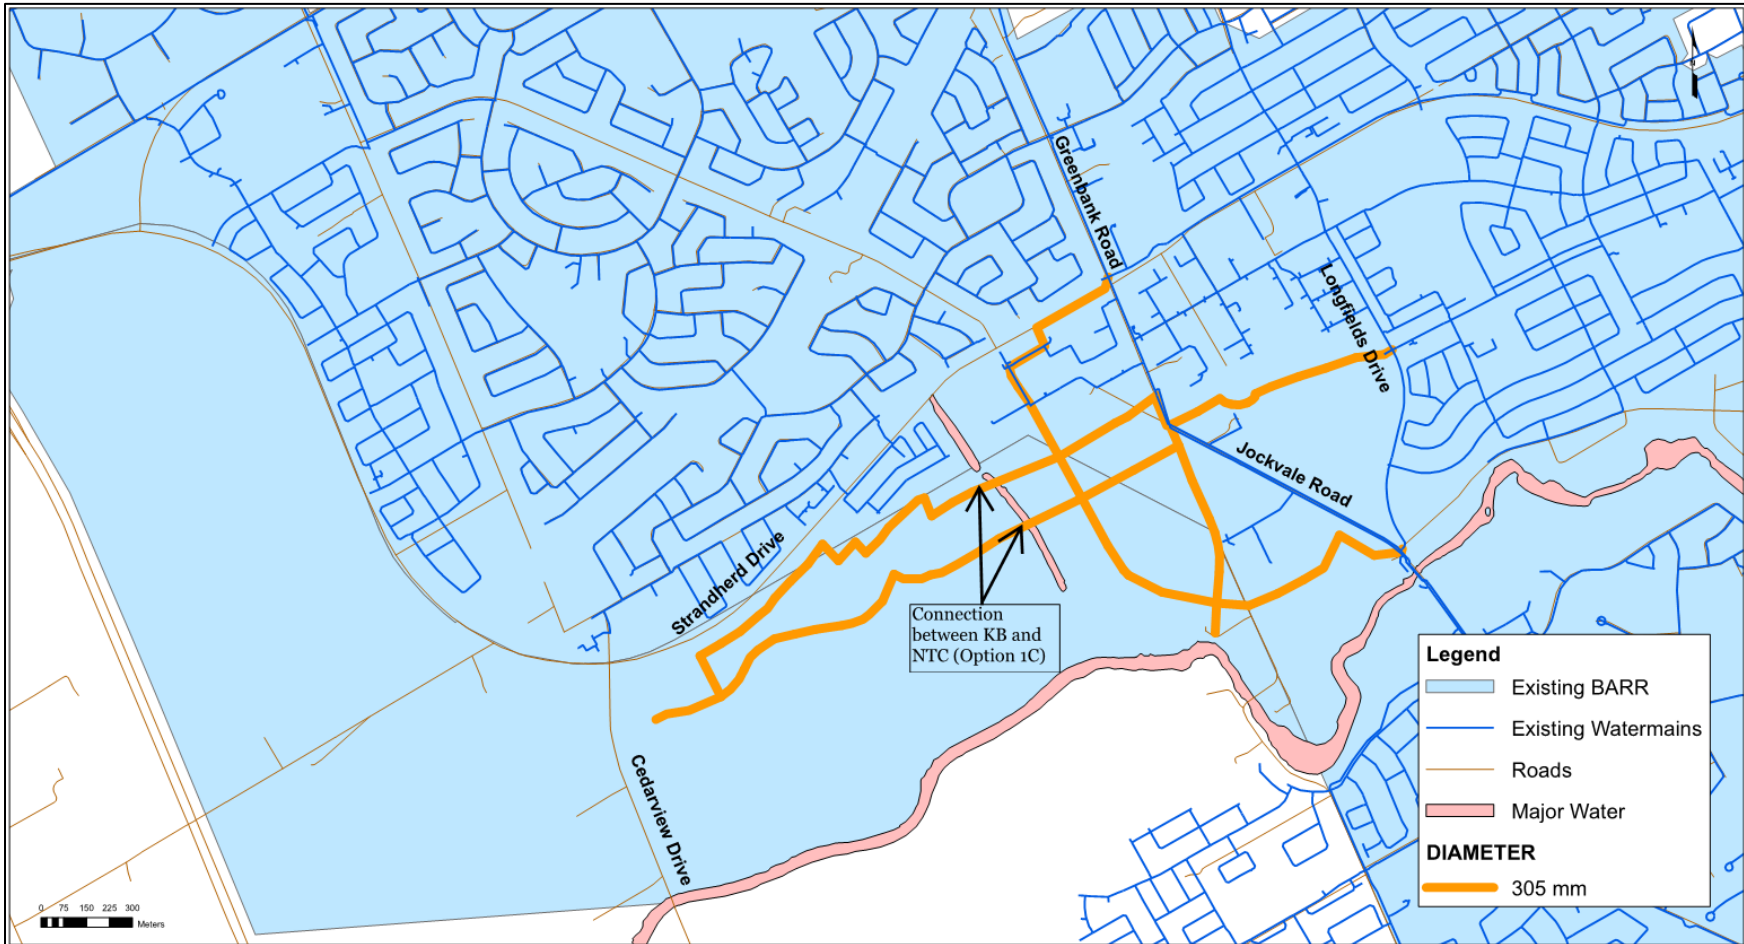 Greenbank Road
Longfields Drive
Jockvale Road
Strandherd Drive
Connection
between KB and
NTC (Option 1C)
Cedarview Drive
Legend
Existing BARR
Existing Watermains
Roads
Major Water
DIAMETER
305 mm
0 75 150 225 300
Meters